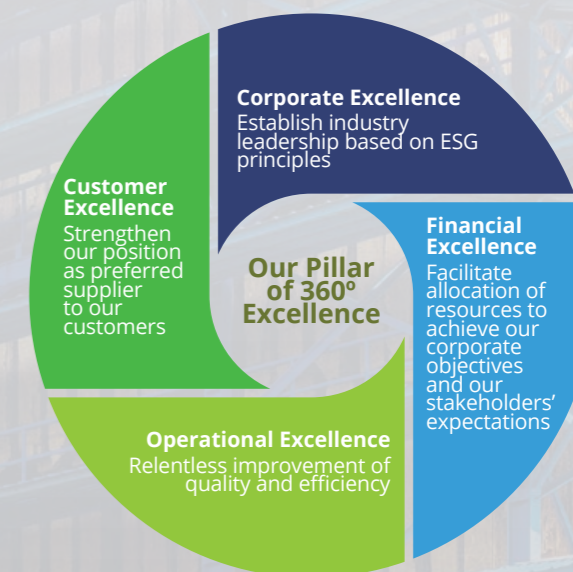 Corporate Excellence
Establish industry
leadership based on ESG
principles
Customer
Excellence
Strengthen
our position
as preferred
supplier
to our
customers
Our Pillar
of 360º
Excellence
Financial
Excellence
Facilitate
allocation of
resources to
achieve our
corporate
objectives
and our
stakeholders’
expectations
Operational Excellence
Relentless improvement of
quality and efficiency